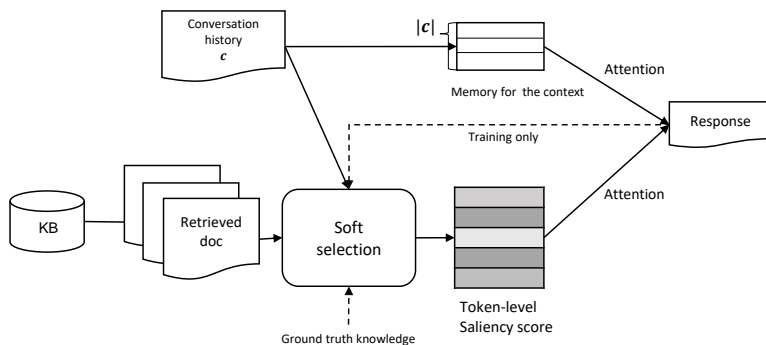 Conversation
history
c
|c|
Memory for the context
Attention
Response
Training only
Attention
KB
Retrieved
doc
Soft
selection
Token-level
Saliency score
Ground truth knowledge